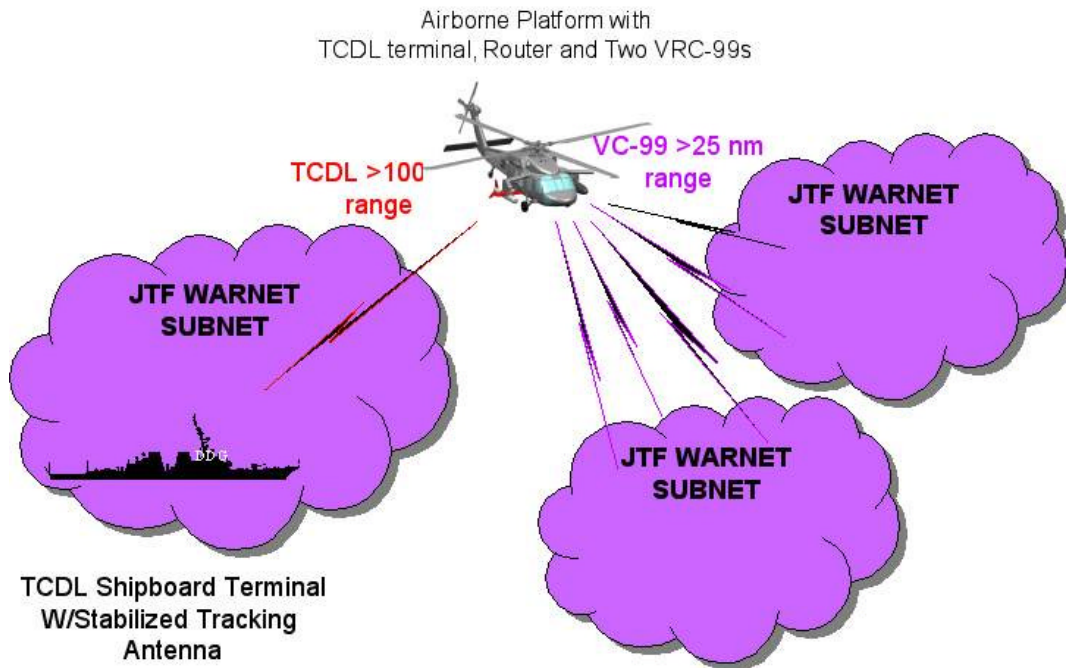 Airborne Platform with
TCDL terminal, Router and Two VRC-99s
TCDL >100
range
VC-99 >25 nm
range
JTF WARNET
SUBNET
JTF WARNET
SUBNET
DDG
JTF WARNET
SUBNET
TCDL Shipboard Terminal
W/Stabilized Tracking
Antenna